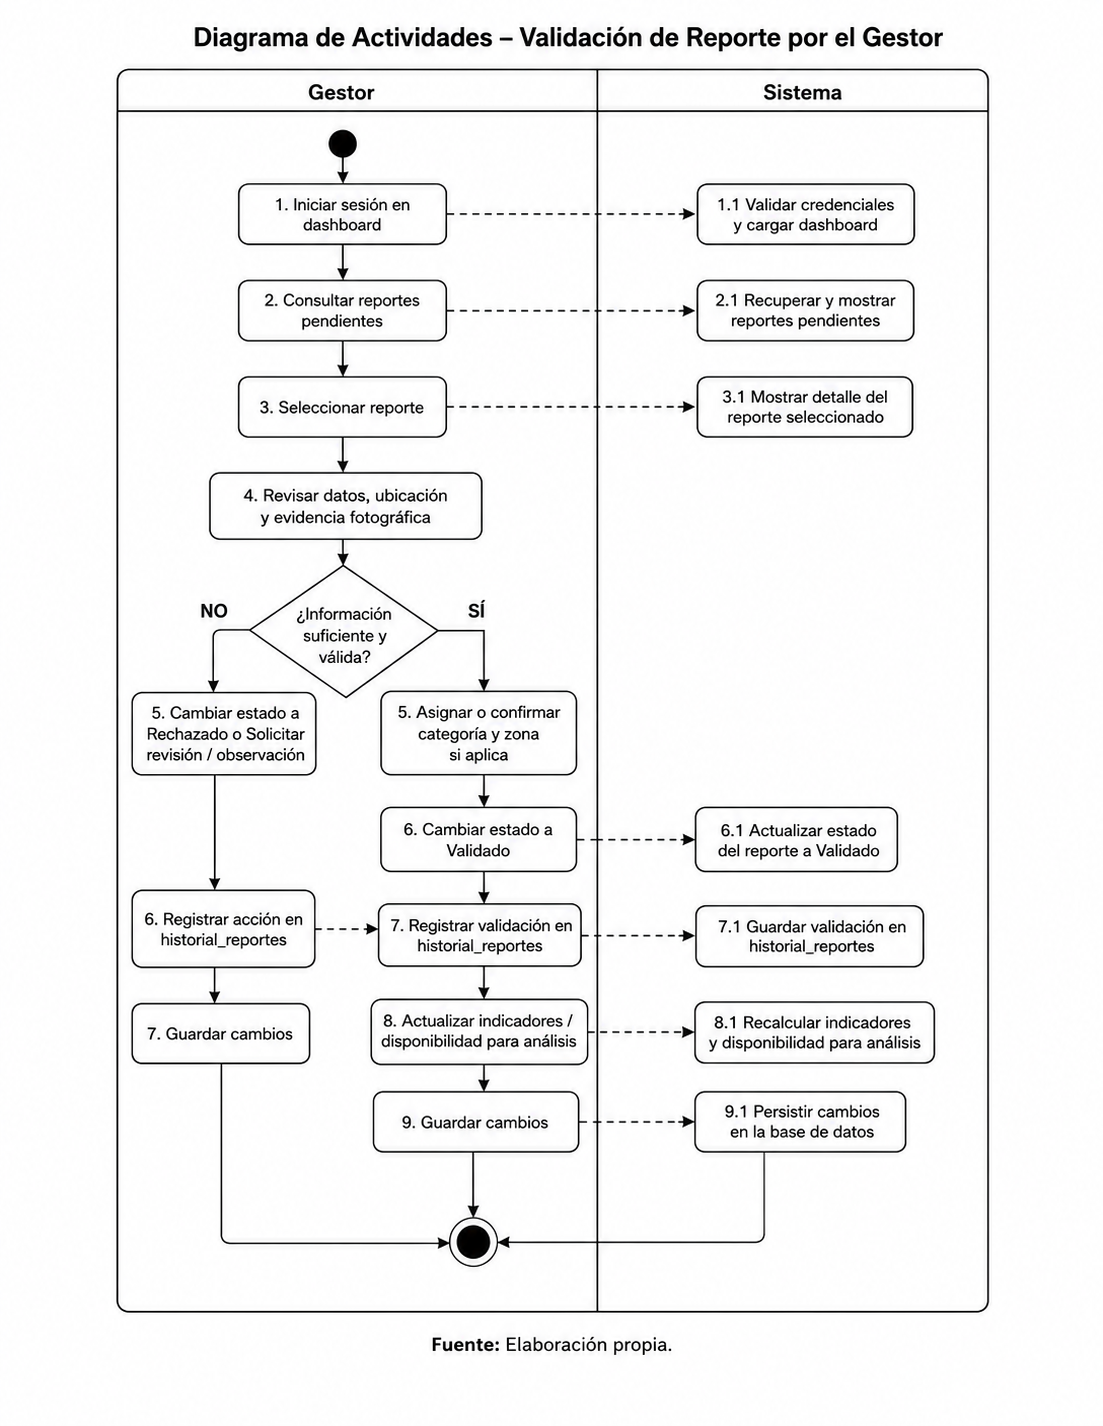 Diagrama de Actividades – Validación de Reporte por el Gestor
Gestor
Sistema
1. Iniciar sesión en
dashboard
1.1 Validar credenciales
y cargar dashboard
2. Consultar reportes
pendientes
2.1 Recuperar y mostrar
reportes pendientes
3. Seleccionar reporte
3.1 Mostrar detalle del
reporte seleccionado
4. Revisar datos, ubicación
y evidencia fotográfica
¿Información
suficiente y
válida?
NO
SÍ
5. Cambiar estado a
Rechazado o Solicitar
revisión / observación
5. Asignar o confirmar
categoría y zona
si aplica
6. Cambiar estado a
Validado
6.1 Actualizar estado
del reporte a Validado
6. Registrar acción en
historial_reportes
7. Registrar validación en
historial_reportes
7.1 Guardar validación en
historial_reportes
7. Guardar cambios
8. Actualizar indicadores /
disponibilidad para análisis
8.1 Recalcular indicadores
y disponibilidad para análisis
9. Guardar cambios
9.1 Persistir cambios
en la base de datos
Fuente: Elaboración propia.